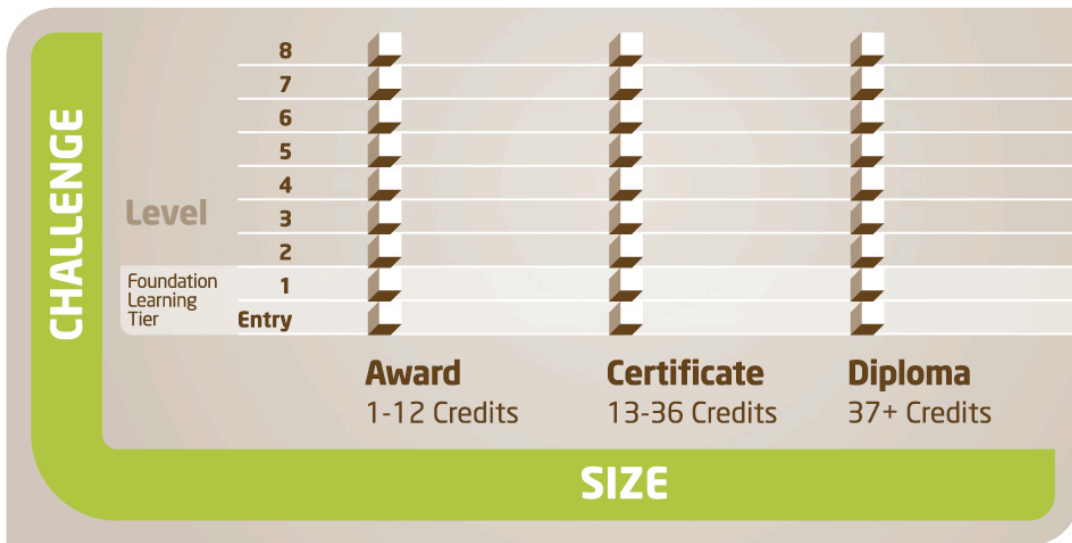 CHALLENGE
Level
8
7
6
5
4
3
2
Foundation
Learning
Tier
1
Entry
Award
1-12 Credits
Certificate
13-36 Credits
Diploma
37+ Credits
SIZE